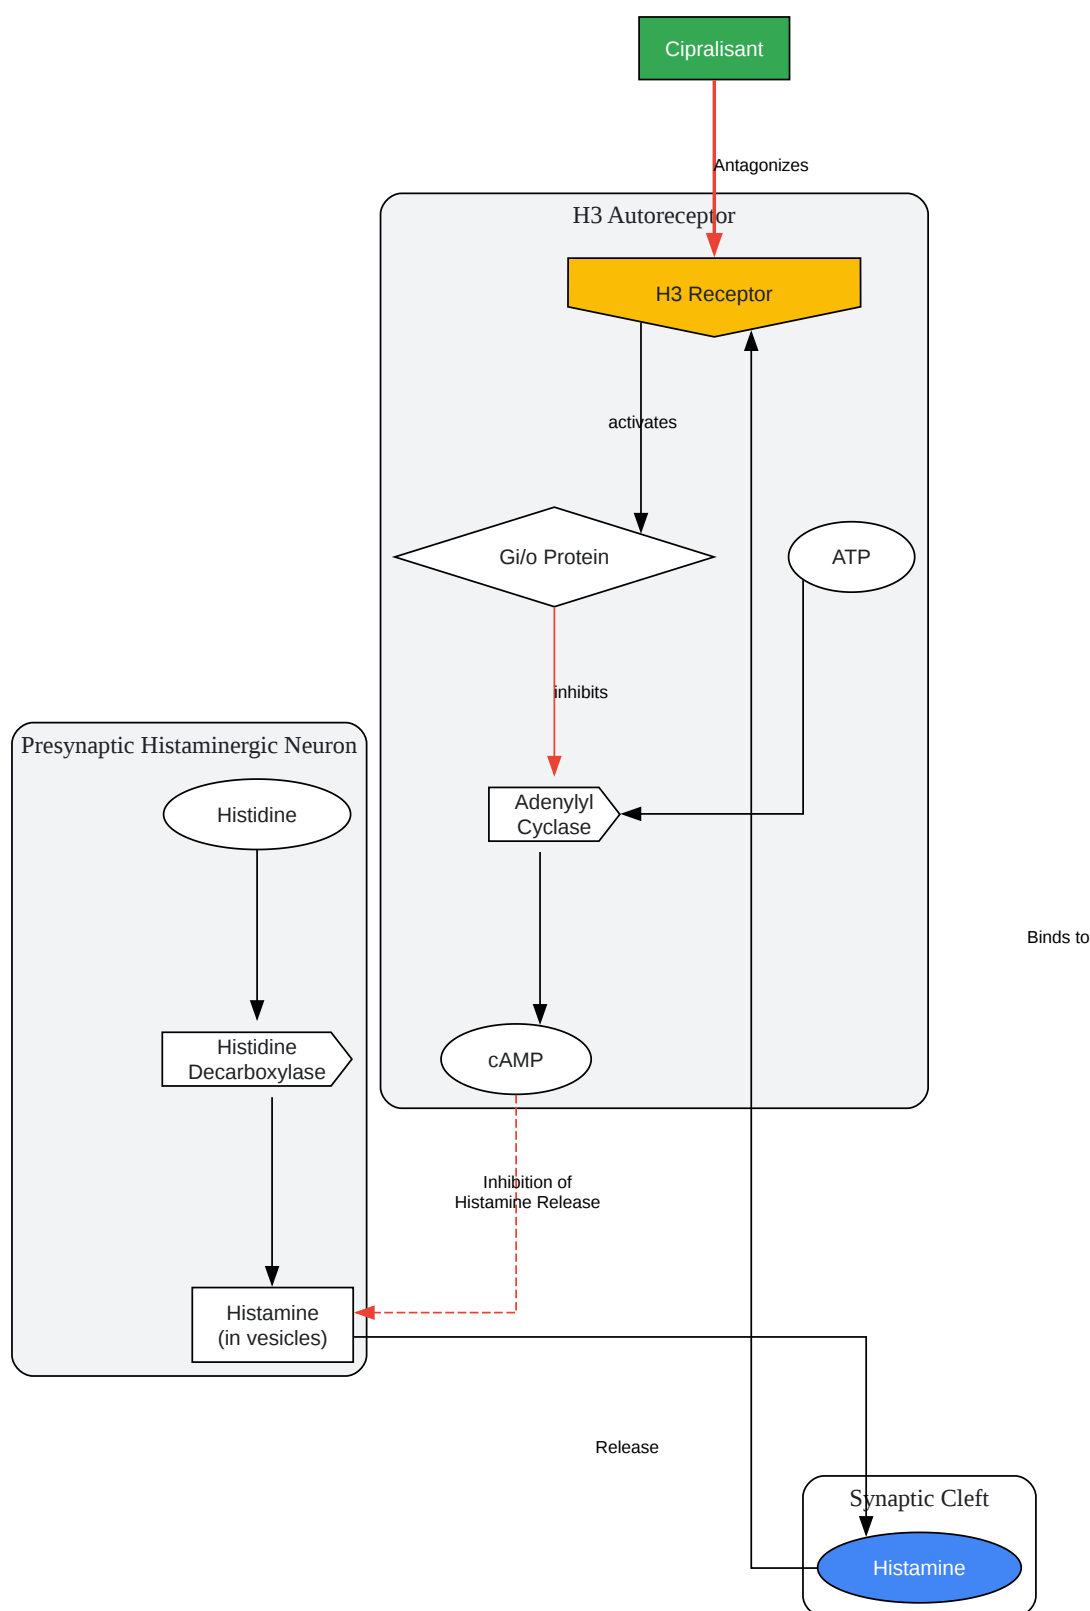 Cipralisant
Antagonizes
H3 Autoreceptor
H3 Receptor
activates
Gi/o Protein
ATP
inhibits
Presynaptic Histaminergic Neuron
Histidine
Adenylyl
Cyclase
Binds to
Histidine
Decarboxylase
cAMP
Inhibition of
Histamine Release
Histamine
(in vesicles)
Release
Synaptic Cleft
Histamine